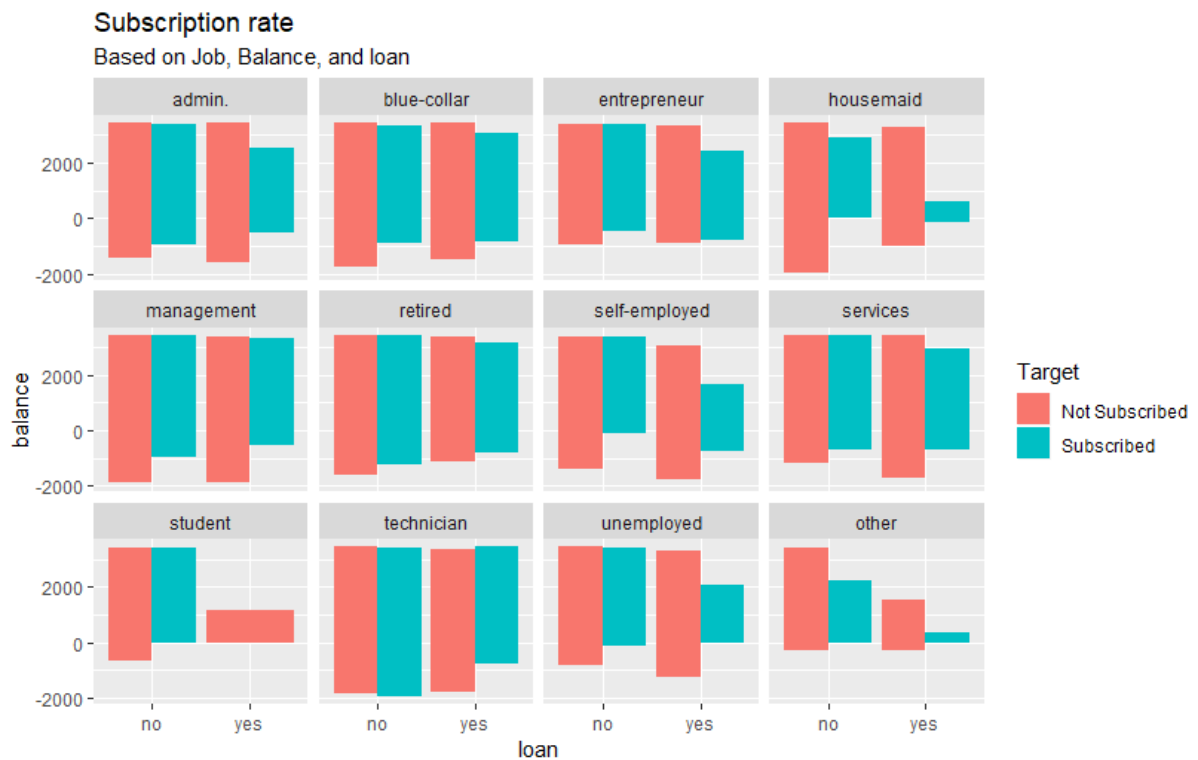 Subscription rate
Based on Job, Balance, and loan
admin. blue-collar entrepreneur housemaid
2000
0
-2000
management retired self-employed services
2000
0
-2000
student technician unemployed other
2000
0
-2000
no yes no yes no yes no yes
loan
balance
Target
Not Subscribed
Subscribed